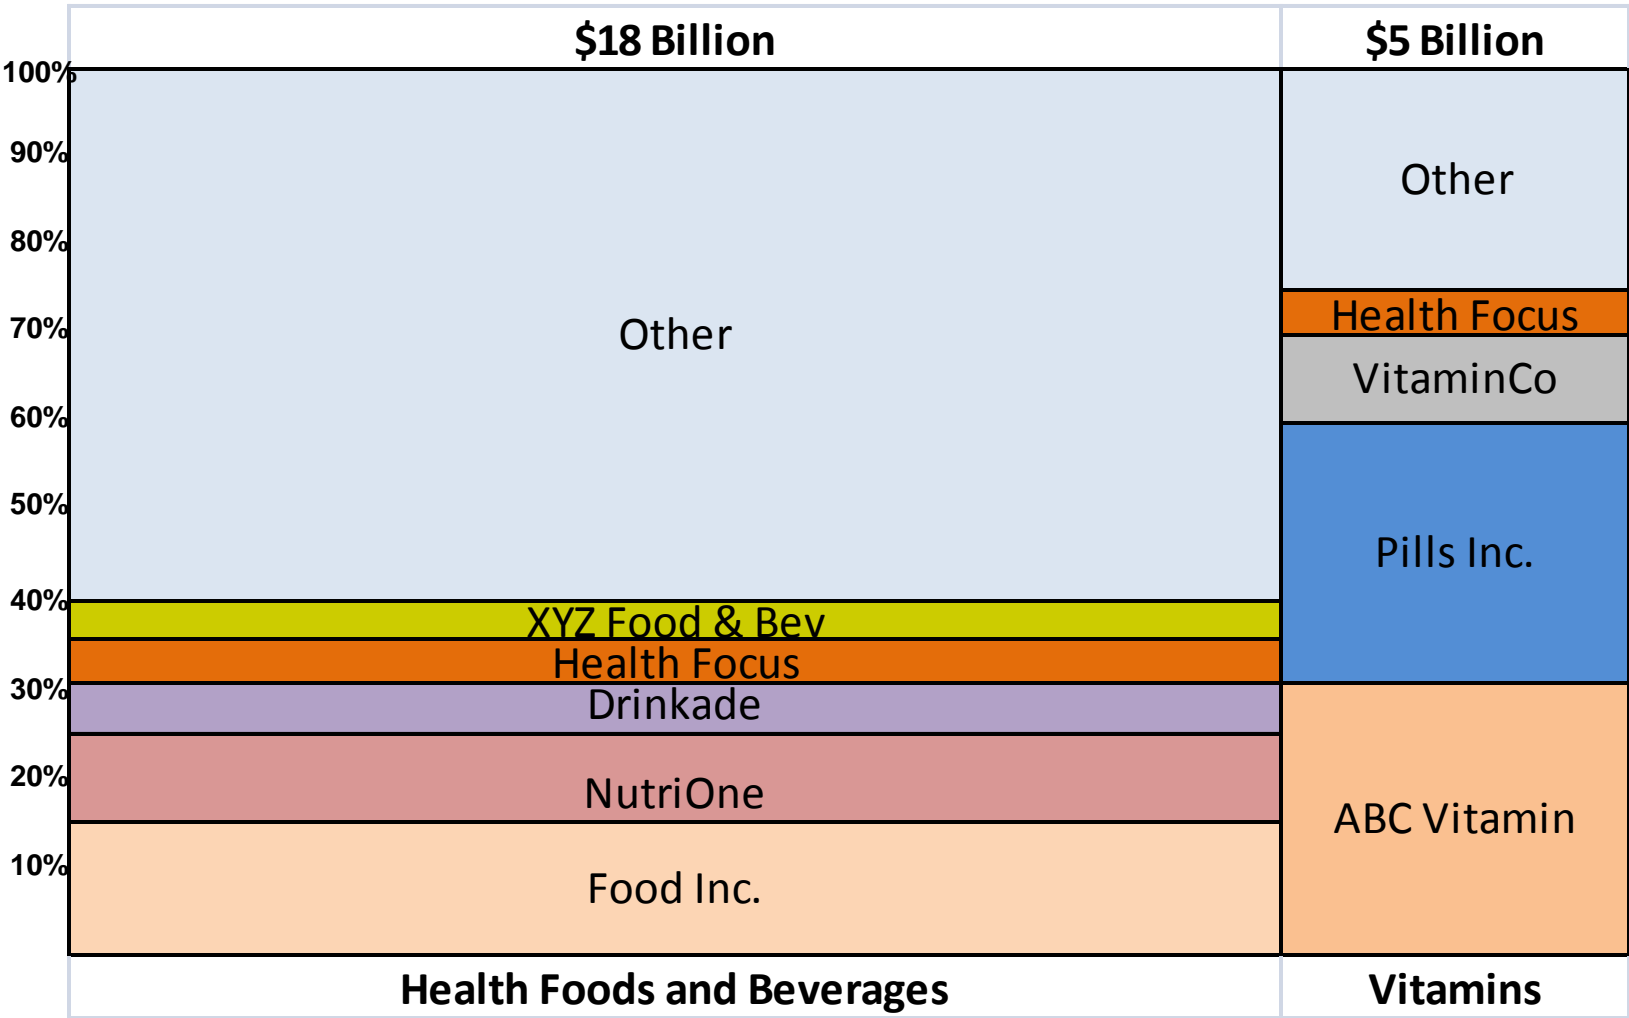 $18 Billion
$5 Billion
100%
90%
80%
70%
60%
50%
40%
30%
20%
10%
Other
XYZ Food & Bev
Health Focus
Drinkade
NutriOne
Food Inc.
Other
Health Focus
VitaminCo
Pills Inc.
ABC Vitamin
Health Foods and Beverages
Vitamins